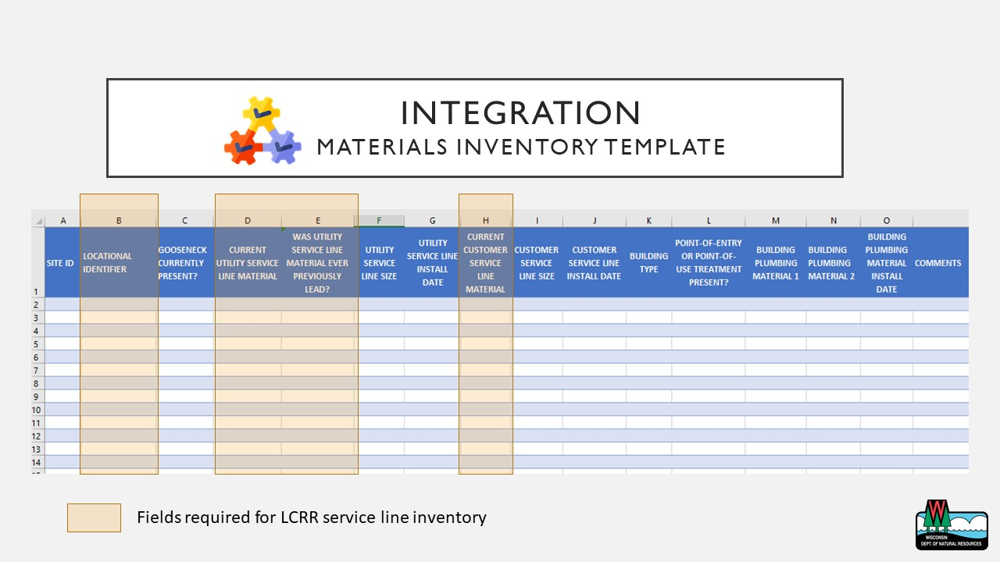 INTEGRATION
MATERIALS INVENTORY TEMPLATE
A B C D E F G H I J K L M N O
1
SITE ID
LOCATIONAL
IDENTIFIER
GOOSENECK
CURRENTLY
PRESENT?
CURRENT
UTILITY SERVICE
LINE MATERIAL
WAS UTILITY
SERVICE LINE
MATERIAL EVER
PREVIOUSLY
LEAD?
UTILITY
SERVICE
LINE SIZE
UTILITY
SERVICE LINE
INSTALL
DATE
CURRENT
CUSTOMER
SERVICE
LINE
MATERIAL
CUSTOMER
SERVICE
LINE SIZE
CUSTOMER
SERVICE LINE
INSTALL DATE
BUILDING
TYPE
POINT-OF-ENTRY
OR POINT-OF-
USE TREATMENT
PRESENT?
BUILDING
PLUMBING
MATERIAL 1
BUILDING
PLUMBING
MATERIAL 2
BUILDING
PLUMBING
MATERIAL
INSTALL
DATE
COMMENTS
2
3
4
5
6
7
8
9
10
11
12
13
14
Fields required for LCRR service line inventory
W
WISCONSIN
DEPT. OF NATURAL RESOURCES